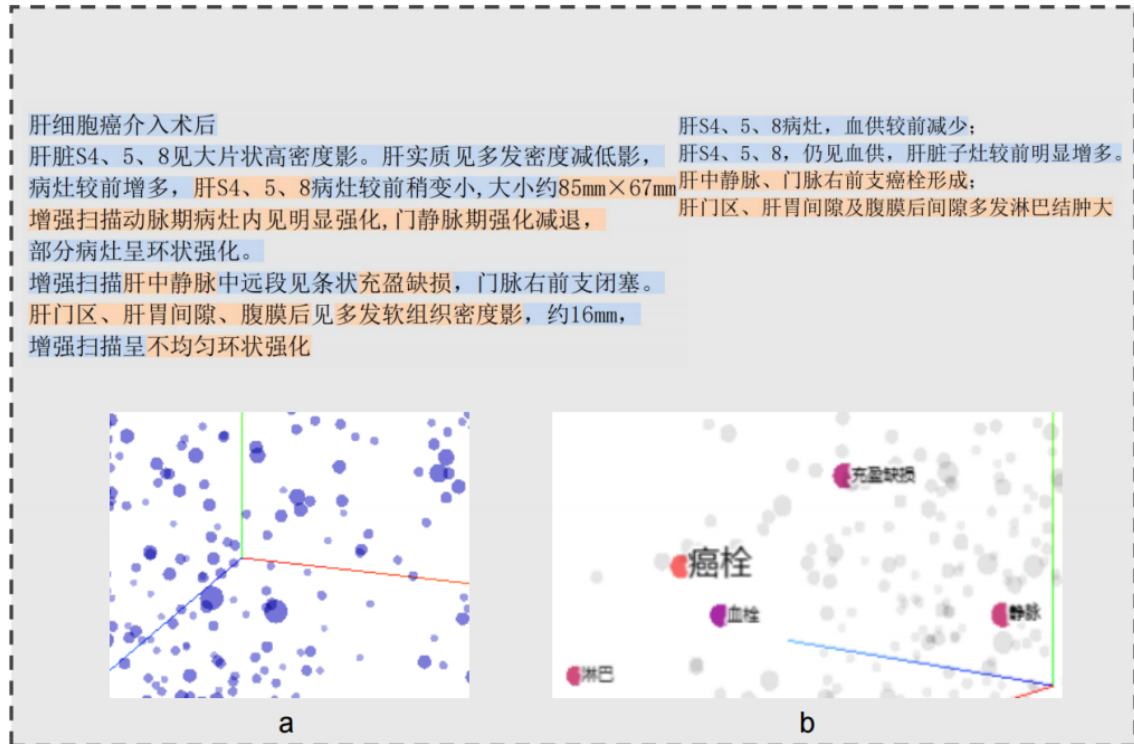 肝细胞癌介入术后
肝脏S4、5、8见大片状高密度影。肝实质见多发密度减低影，
病灶较前增多，肝S4、5、8病灶较前稍变小,大小约85mm×67mm
增强扫描动脉期病灶内见明显强化,门静脉期强化减退，
部分病灶呈环状强化。
增强扫描肝中静脉中远段见条状充盈缺损，门脉右前支闭塞。
肝门区、肝胃间隙、腹膜后见多发软组织密度影，约16mm，
增强扫描呈不均匀环状强化
肝S4、5、8病灶，血供较前减少；
肝S4、5、8，仍见血供，肝脏子灶较前明显增多。
肝中静脉、门脉右前支癌栓形成；
肝门区、肝胃间隙及腹膜后间隙多发淋巴结肿大
充盈缺损
癌栓
血栓
静脉
淋巴
a
b